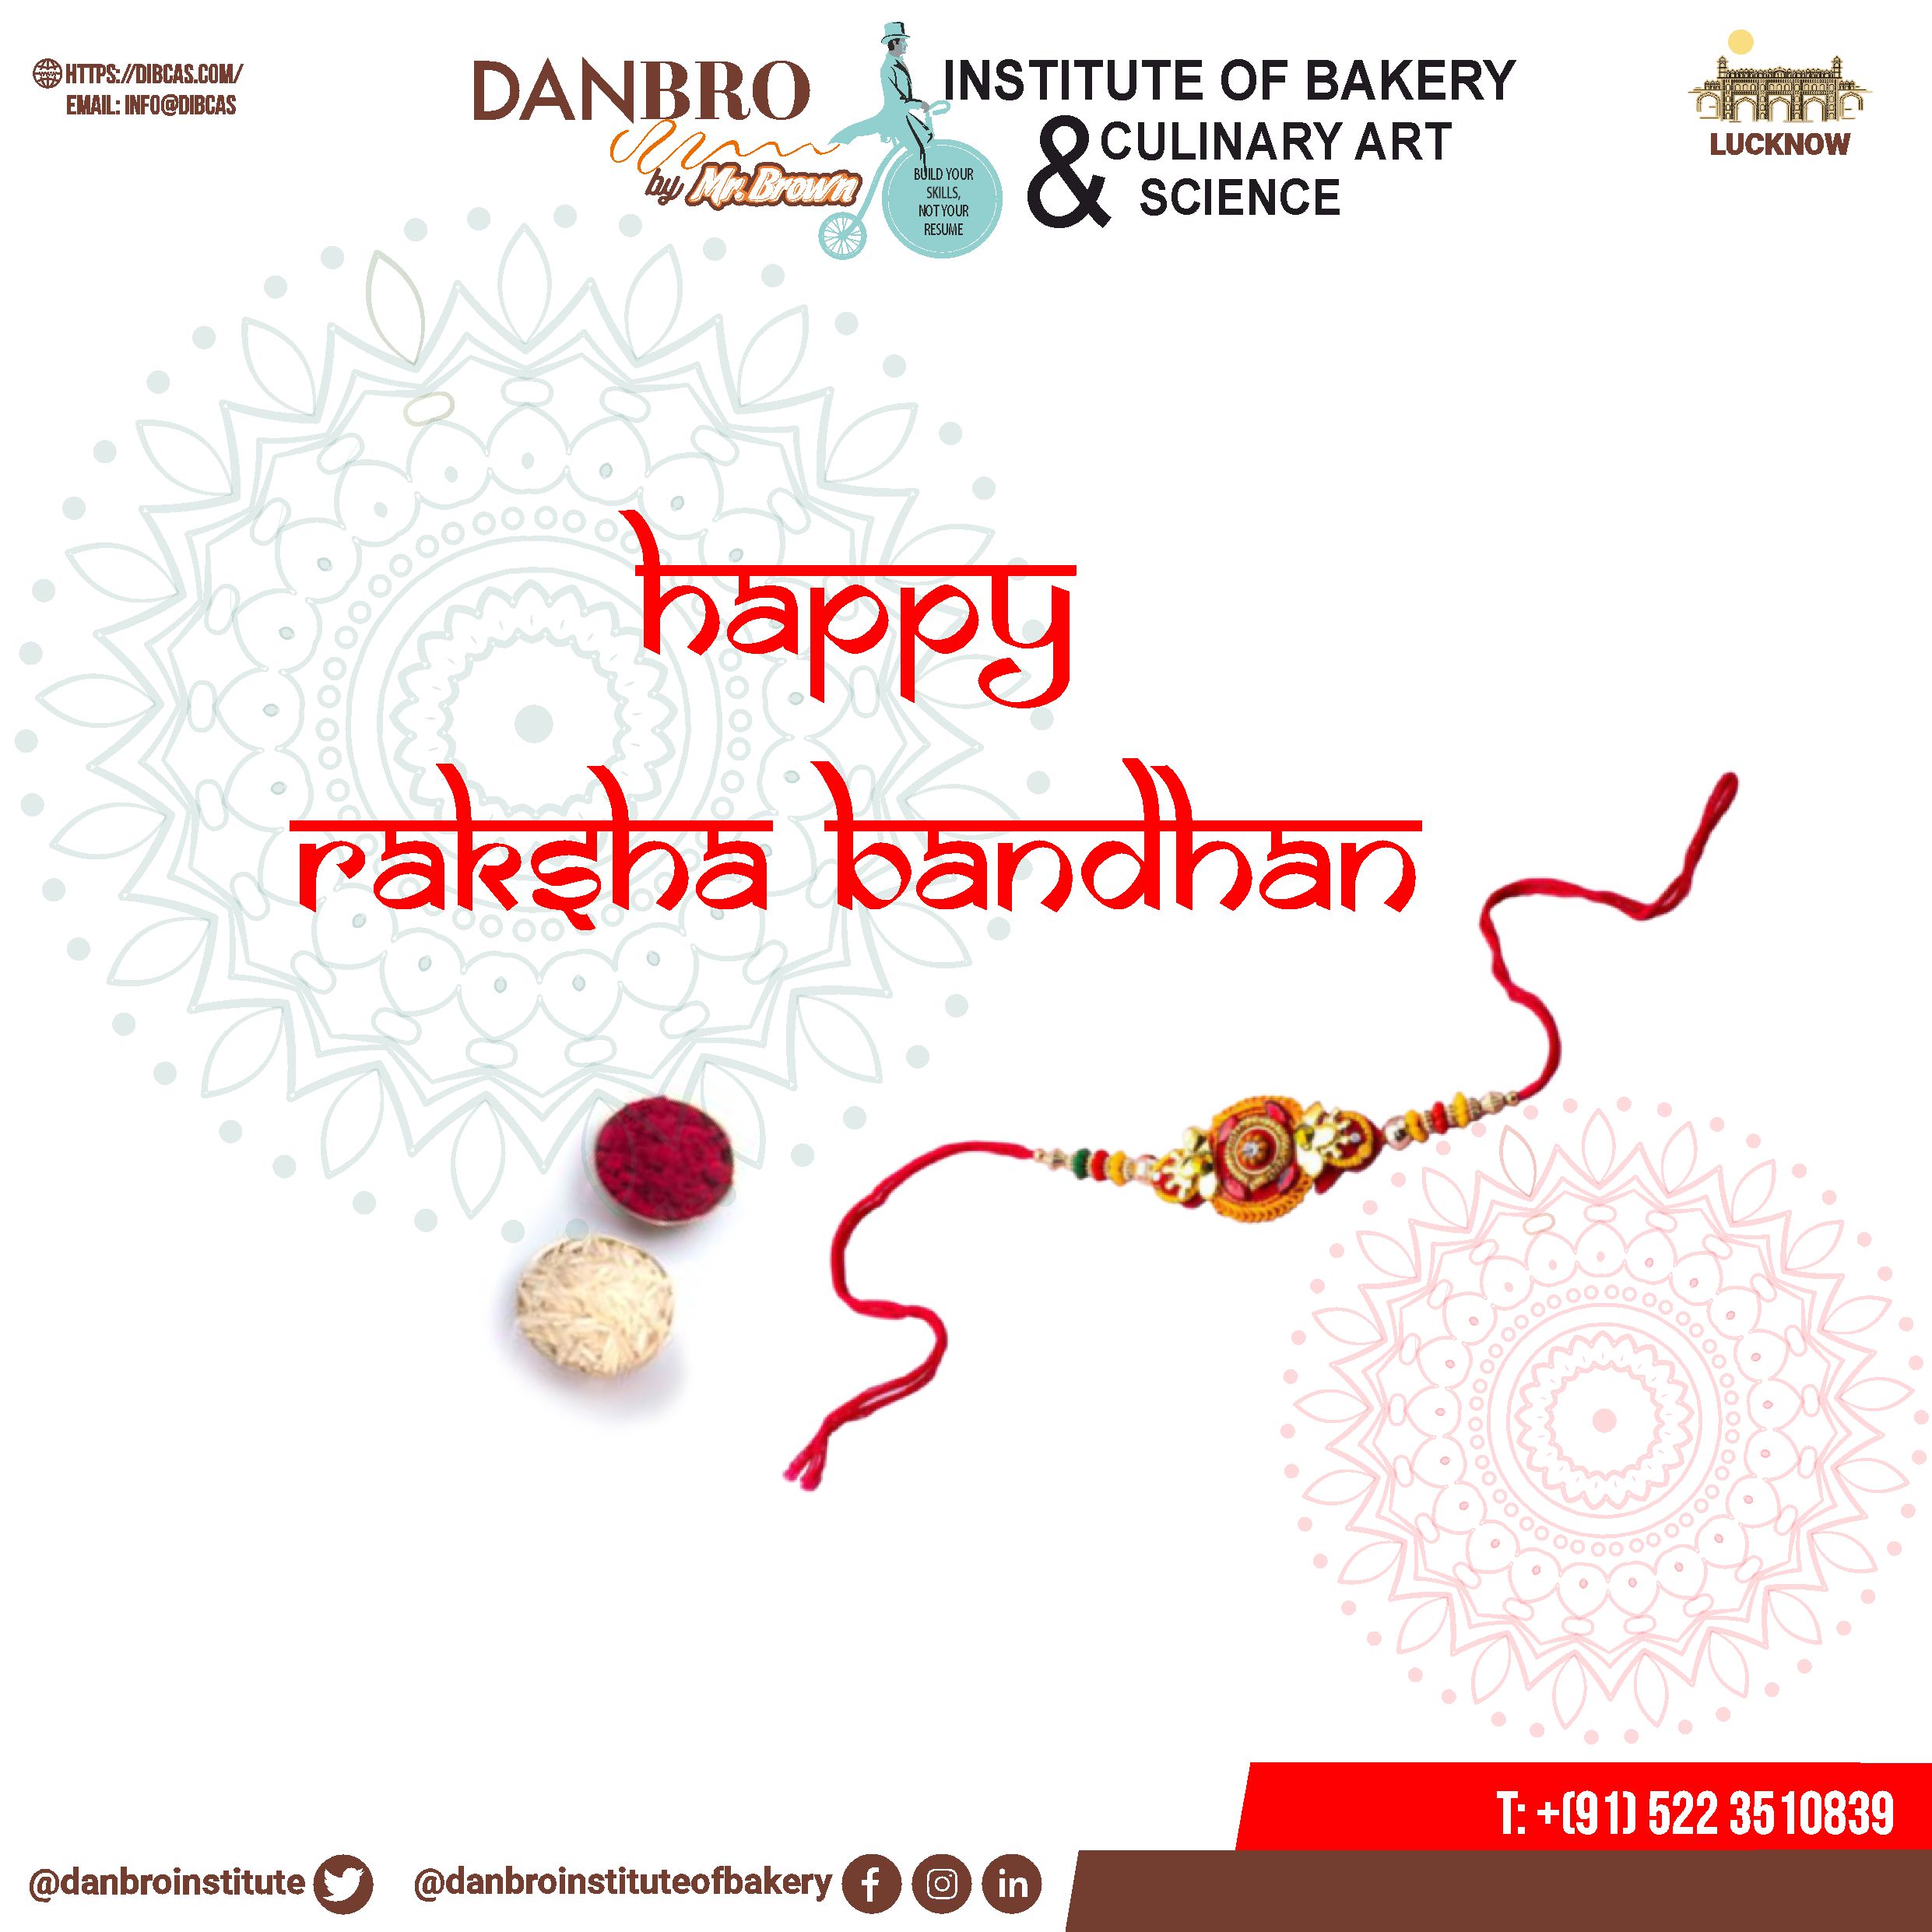 HTTPS://DIBCAS.COM/
EMAIL: INFO@DIBCAS
DANBRO
by Mr. Brown
BUILD YOUR
SKILLS,
NOT YOUR
RESUME
INSTITUTE OF BAKERY
& CULINARY ART
SCIENCE
LUCKNOW
Happy
Raksha Bandhan
T: +(91) 522 3510839
@danbroinstitute
@danbroinstituteofbakery